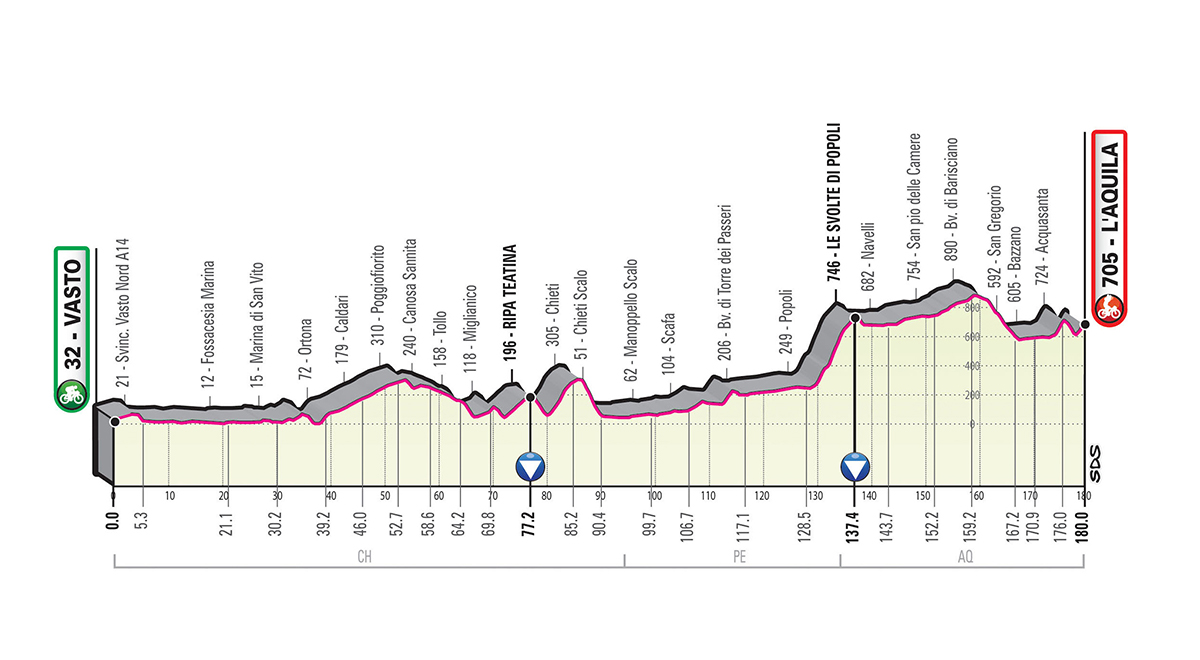 32 - VASTO
21 - Svinc. Vasto Nord A14
12 - Fossacesia Marina
15 - Marina di San Vito
72 - Ortona
179 - Caldari
310 - Poggiofiorito
240 - Canosa Sannita
158 - Tollo
118 - Miglianico
196 - RIPA TEATINA
305 - Chieti
51 - Chieti Scalo
62 - Manoppello Scalo
104 - Scafa
206 - Bv. di Torre dei Passeri
249 - Popoli
746 - LE SVOLTE DI POPOLI
682 - Navelli
754 - San pio delle Camere
890 - Bv. di Barisciano
592 - San Gregorio
605 - Bazzano
724 - Acquasanta
705 - L'AQUILA
800
600
400
200
0
SDS
0 10 20 30 40 50 60 70 80 90 100 110 120 130 140 150 160 170 180
0.0 5.3 21.1 30.2 39.2 46.2 52.7 58.6 64.2 69.8 77.2 85.2 90.4 99.7 106.7 117.1 128.5 137.4 143.7 152.2 159.2 167.2 170.9 176.0 180.0
CH PE AQ